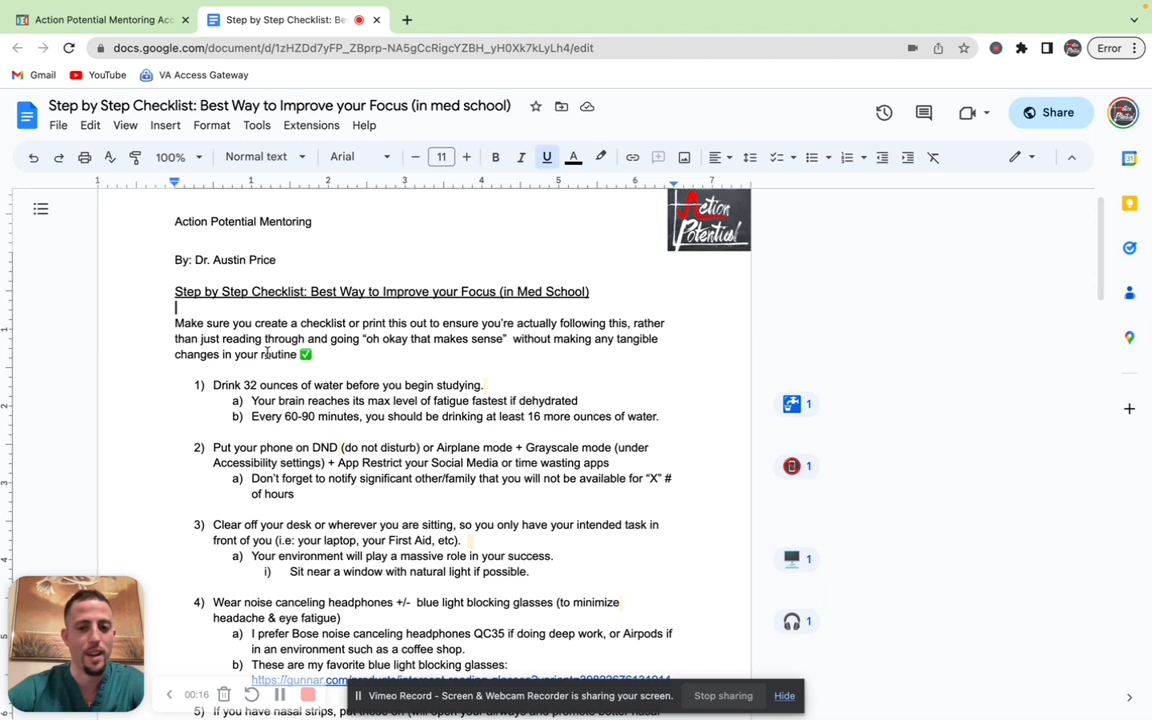 Action Potential Mentoring Acc
Step by Step Checklist: Be
docs.google.com/document/d/1zHZDd7yFP_ZBprp-NA5gCcRigcYZBH_yH0Xk7kLyLh4/edit
Error
Gmail
YouTube
VA Access Gateway
Step by Step Checklist: Best Way to Improve your Focus (in med school)
Share
File Edit View Insert Format Tools Extensions Help
100% Normal text Arial 11 B I U A
1 1 2 3 4 5 6 7
Action Potential Mentoring
Action
Potential
By: Dr. Austin Price
Step by Step Checklist: Best Way to Improve your Focus (in Med School)
Make sure you create a checklist or print this out to ensure you're actually following this, rather
than just reading through and going “oh okay that makes sense” without making any tangible
changes in your routine ✅
1) Drink 32 ounces of water before you begin studying.
a) Your brain reaches its max level of fatigue fastest if dehydrated
1
b) Every 60-90 minutes, you should be drinking at least 16 more ounces of water.
2) Put your phone on DND (do not disturb) or Airplane mode + Grayscale mode (under
Accessibility settings) + App Restrict your Social Media or time wasting apps
1
a) Don't forget to notify significant other/family that you will not be available for “X” #
of hours
3) Clear off your desk or wherever you are sitting, so you only have your intended task in
front of you (i.e: your laptop, your First Aid, etc).
a) Your environment will play a massive role in your success.
1
i) Sit near a window with natural light if possible.
4) Wear noise canceling headphones +/- blue light blocking glasses (to minimize
headache & eye fatigue)
1
a) I prefer Bose noise canceling headphones QC35 if doing deep work, or Airpods if
in an environment such as a coffee shop.
b) These are my favorite blue light blocking glasses:
00:16
Vimeo Record - Screen & Webcam Recorder is sharing your screen.
Stop sharing
Hide
5) If you have nasal strips, put